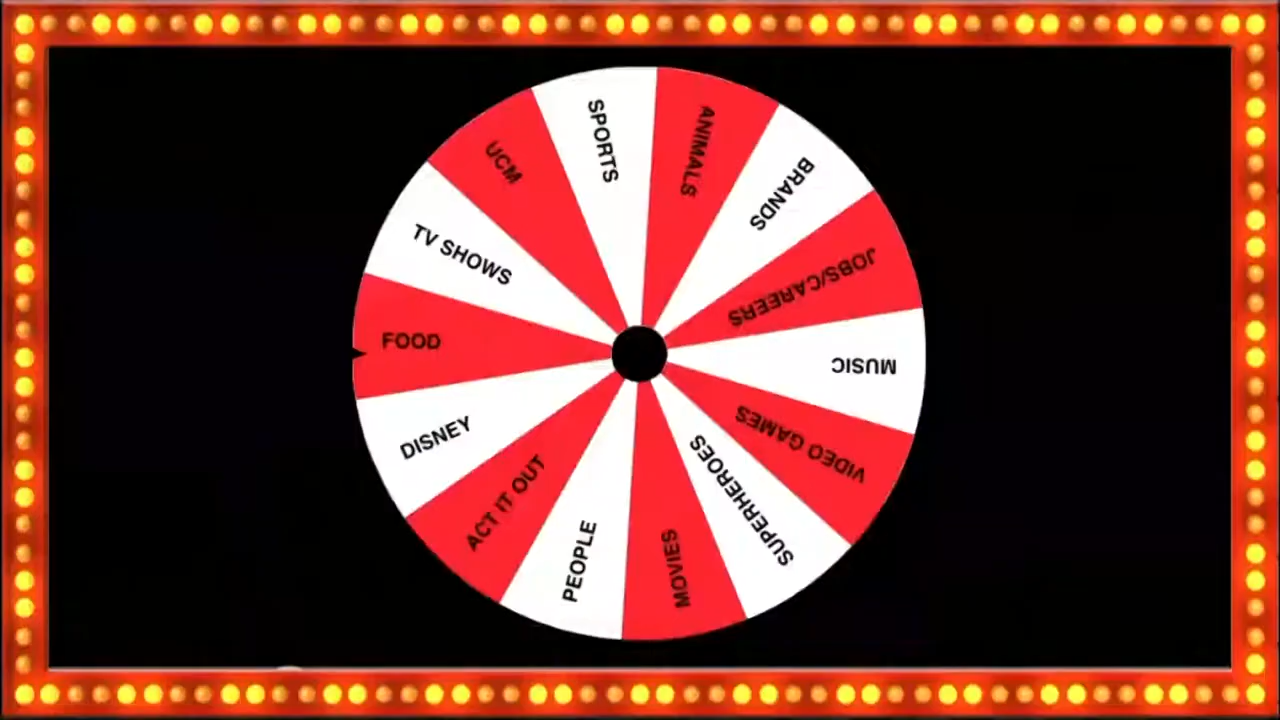 SPORTS
ANIMALS
BRANDS
JOBS/CAREERS
MUSIC
VIDEO GAMES
SUPERHEROES
MOVIES
PEOPLE
ACT IT OUT
DISNEY
FOOD
TV SHOWS
UCM